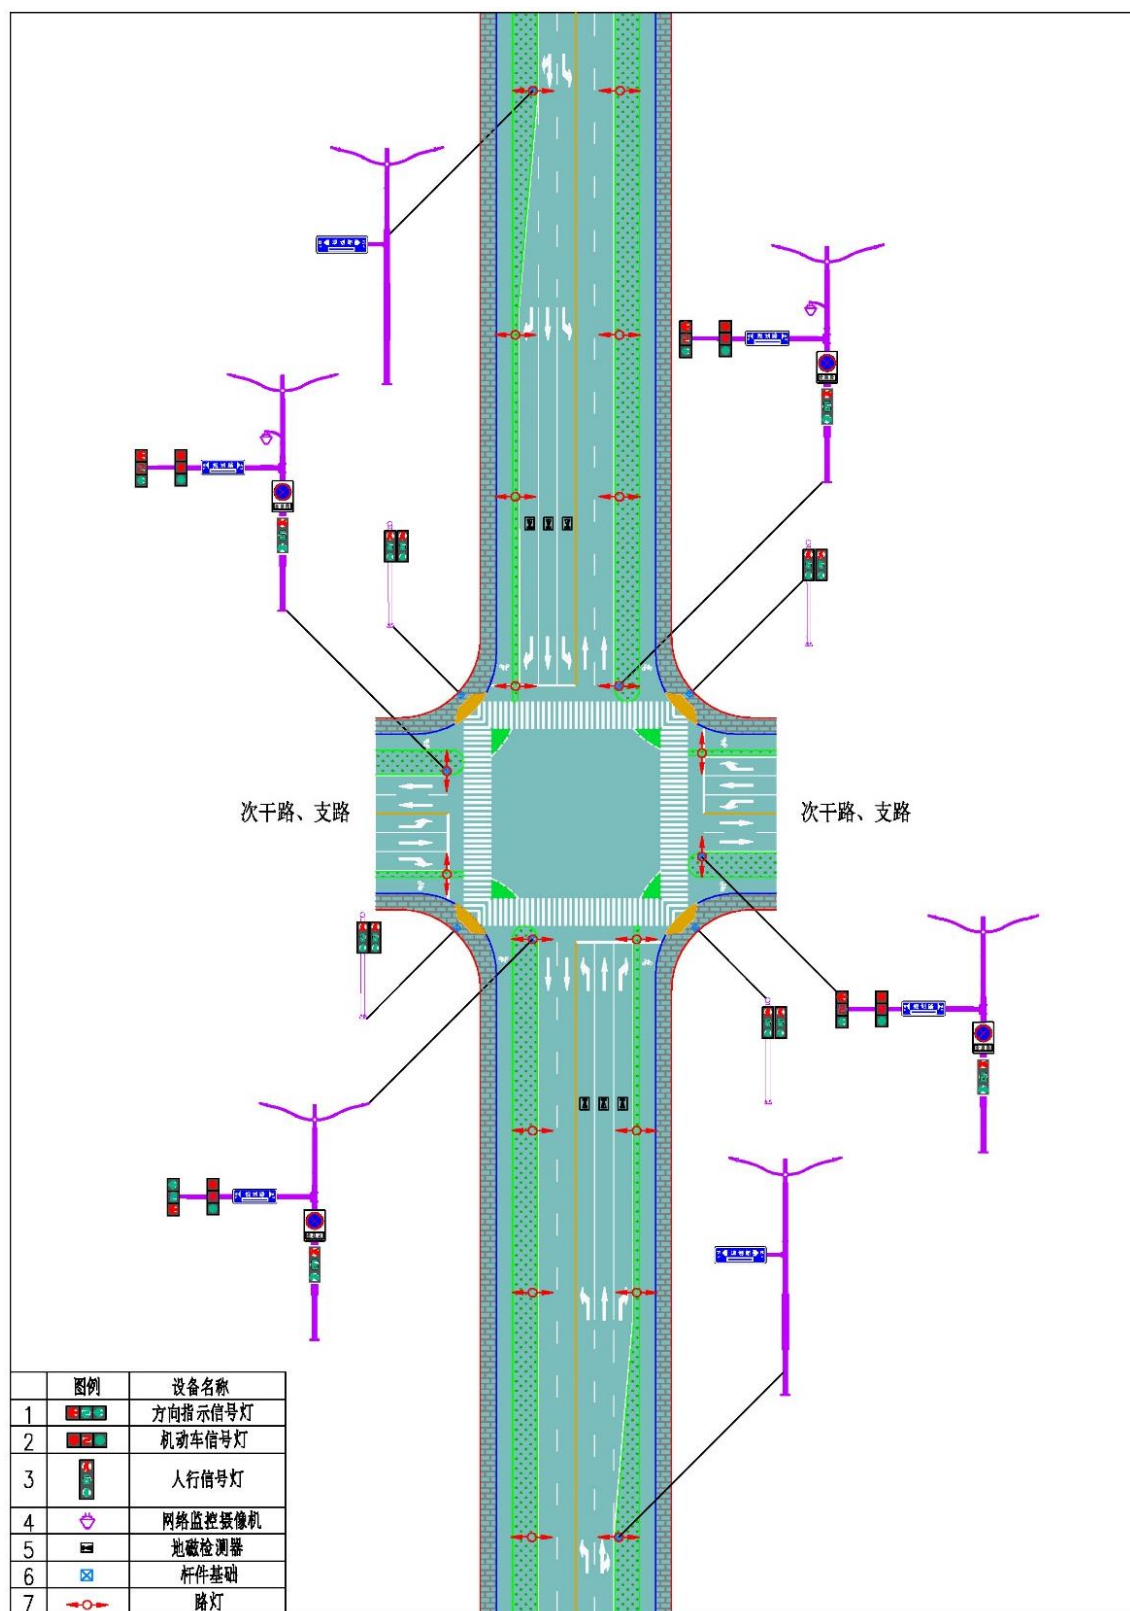 次干路、支路
次干路、支路
图例 设备名称
1 方向指示信号灯
2 机动车信号灯
3 人行信号灯
4 网络监控摄像机
5 地磁检测器
6 杆件基础
7 路灯